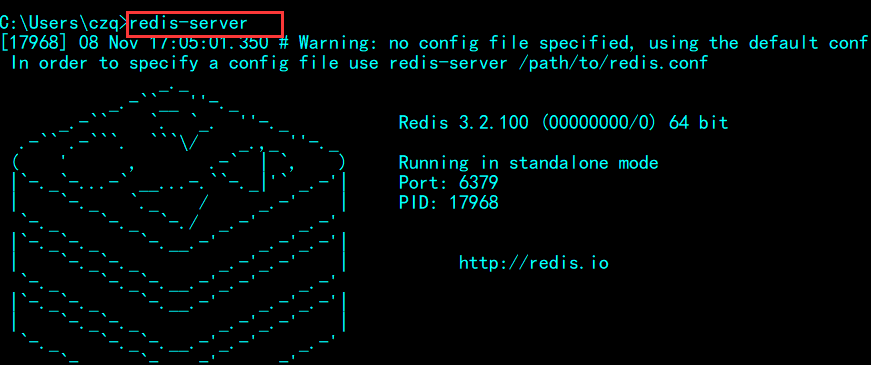 C:\Users\czq>redis-server
[17968] 08 Nov 17:05:01.350 # Warning: no config file specified, using the default conf
In order to specify a config file use redis-server /path/to/redis.conf
Redis 3.2.100 (00000000/0) 64 bit
Running in standalone mode
Port: 6379
PID: 17968
http://redis.io